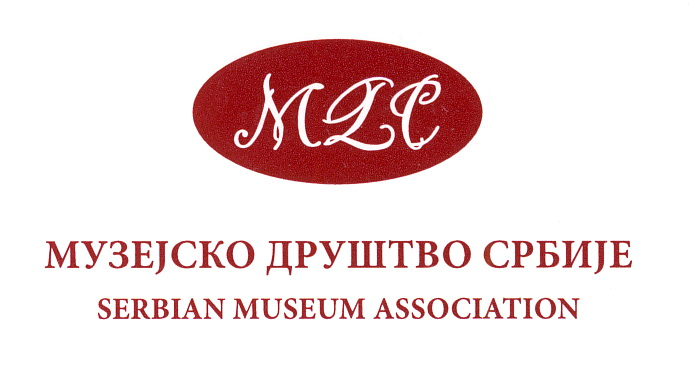 МДС
МУЗЕЈСКО ДРУШТВО СРБИЈЕ
SERBIAN MUSEUM ASSOCIATION